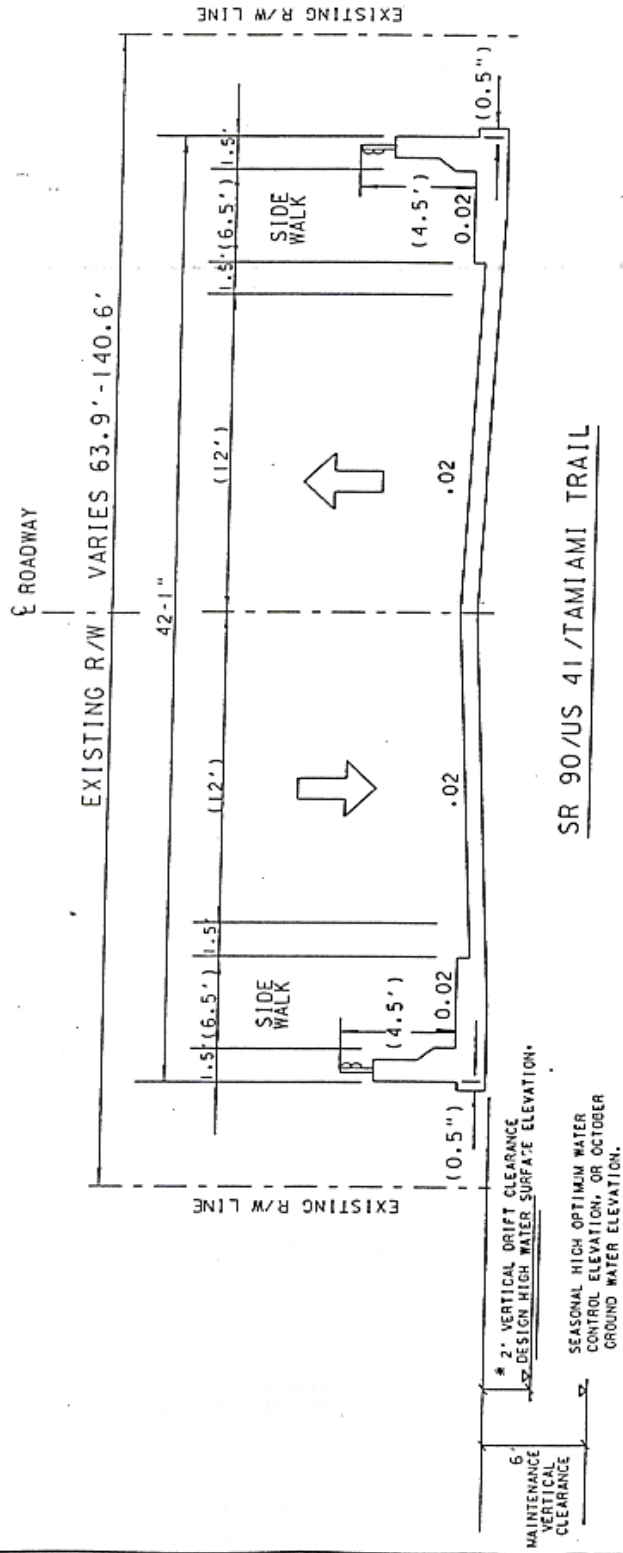 ℄ ROADWAY
EXISTING R/W VARIES 63.9'-140.6'
42-1"
1.5'
(6.5')
1.5'
(12')
(12')
1.5'
(6.5')
1.5'
EXISTING R/W LINE
SIDE
WALK
SIDE
WALK
EXISTING R/W LINE
(4.5')
(4.5')
0.02
.02
.02
0.02
(0.5")
(0.5")
* 2' VERTICAL DRIFT CLEARANCE
DESIGN HIGH WATER SURFACE ELEVATION.
6'
MAINTENANCE
VERTICAL
CLEARANCE
SEASONAL HIGH OPTIMUM WATER
CONTROL ELEVATION, OR OCTOBER
GROUND WATER ELEVATION.
SR 90/US 41/TAMIAMI TRAIL